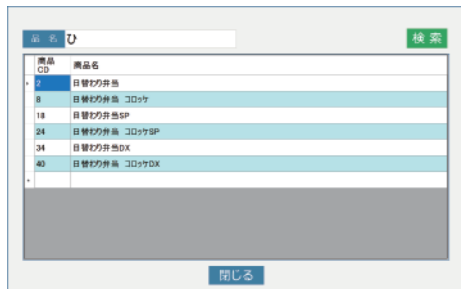 品 名 ひ 検索
商品CD 商品名
2 日替わり弁当
8 日替わり弁当 コロッケ
18 日替わり弁当SP
24 日替わり弁当 コロッケSP
34 日替わり弁当DX
40 日替わり弁当 コロッケDX
閉じる